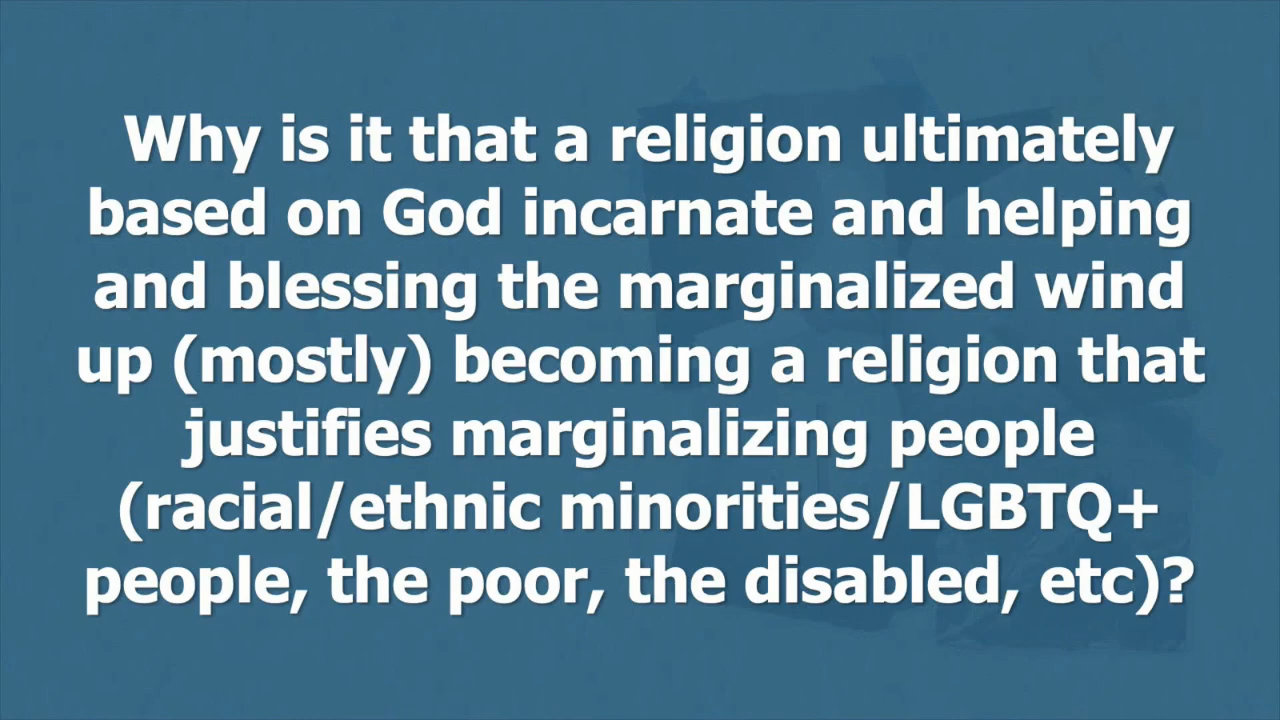 Why is it that a religion ultimately
based on God incarnate and helping
and blessing the marginalized wind
up (mostly) becoming a religion that
justifies marginalizing people
(racial/ethnic minorities/LGBTQ+
people, the poor, the disabled, etc)?